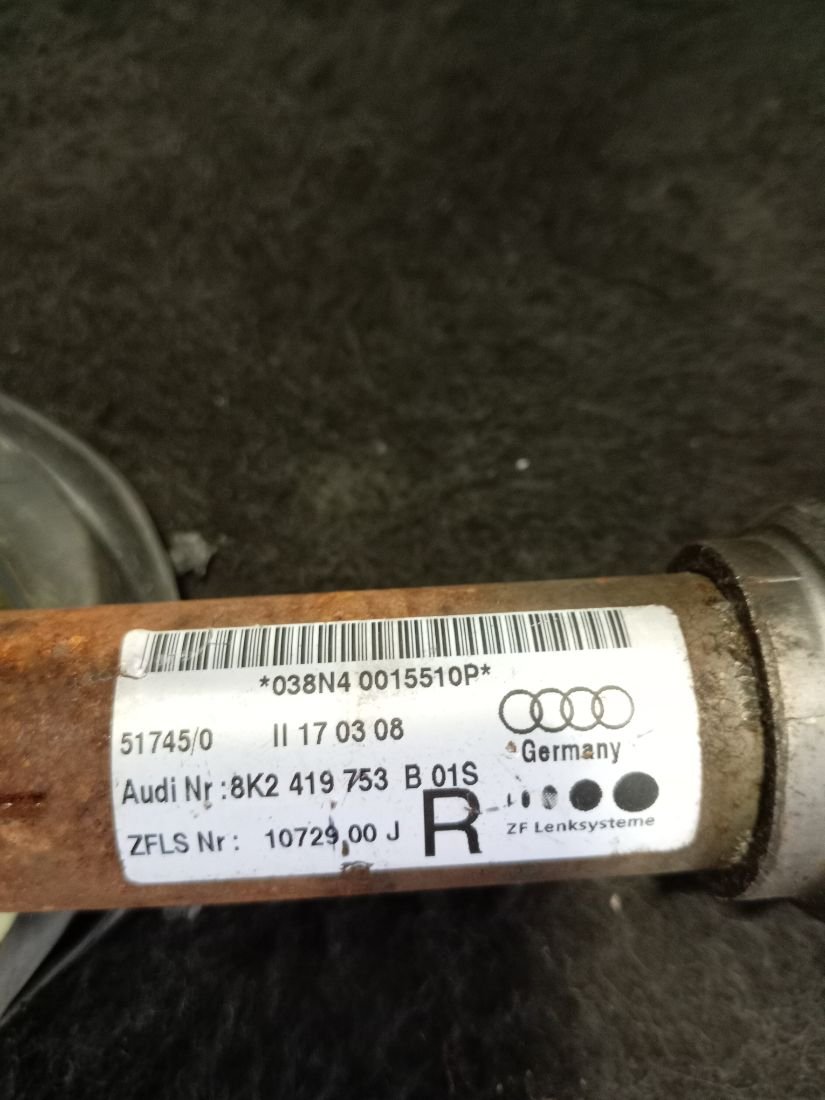 *038N4 0015510P*
51745/0 II 17 03 08
Germany
Audi Nr :8K2 419 753 B 01S
ZFLS Nr: 10729,00 J R
ZF Lenksysteme